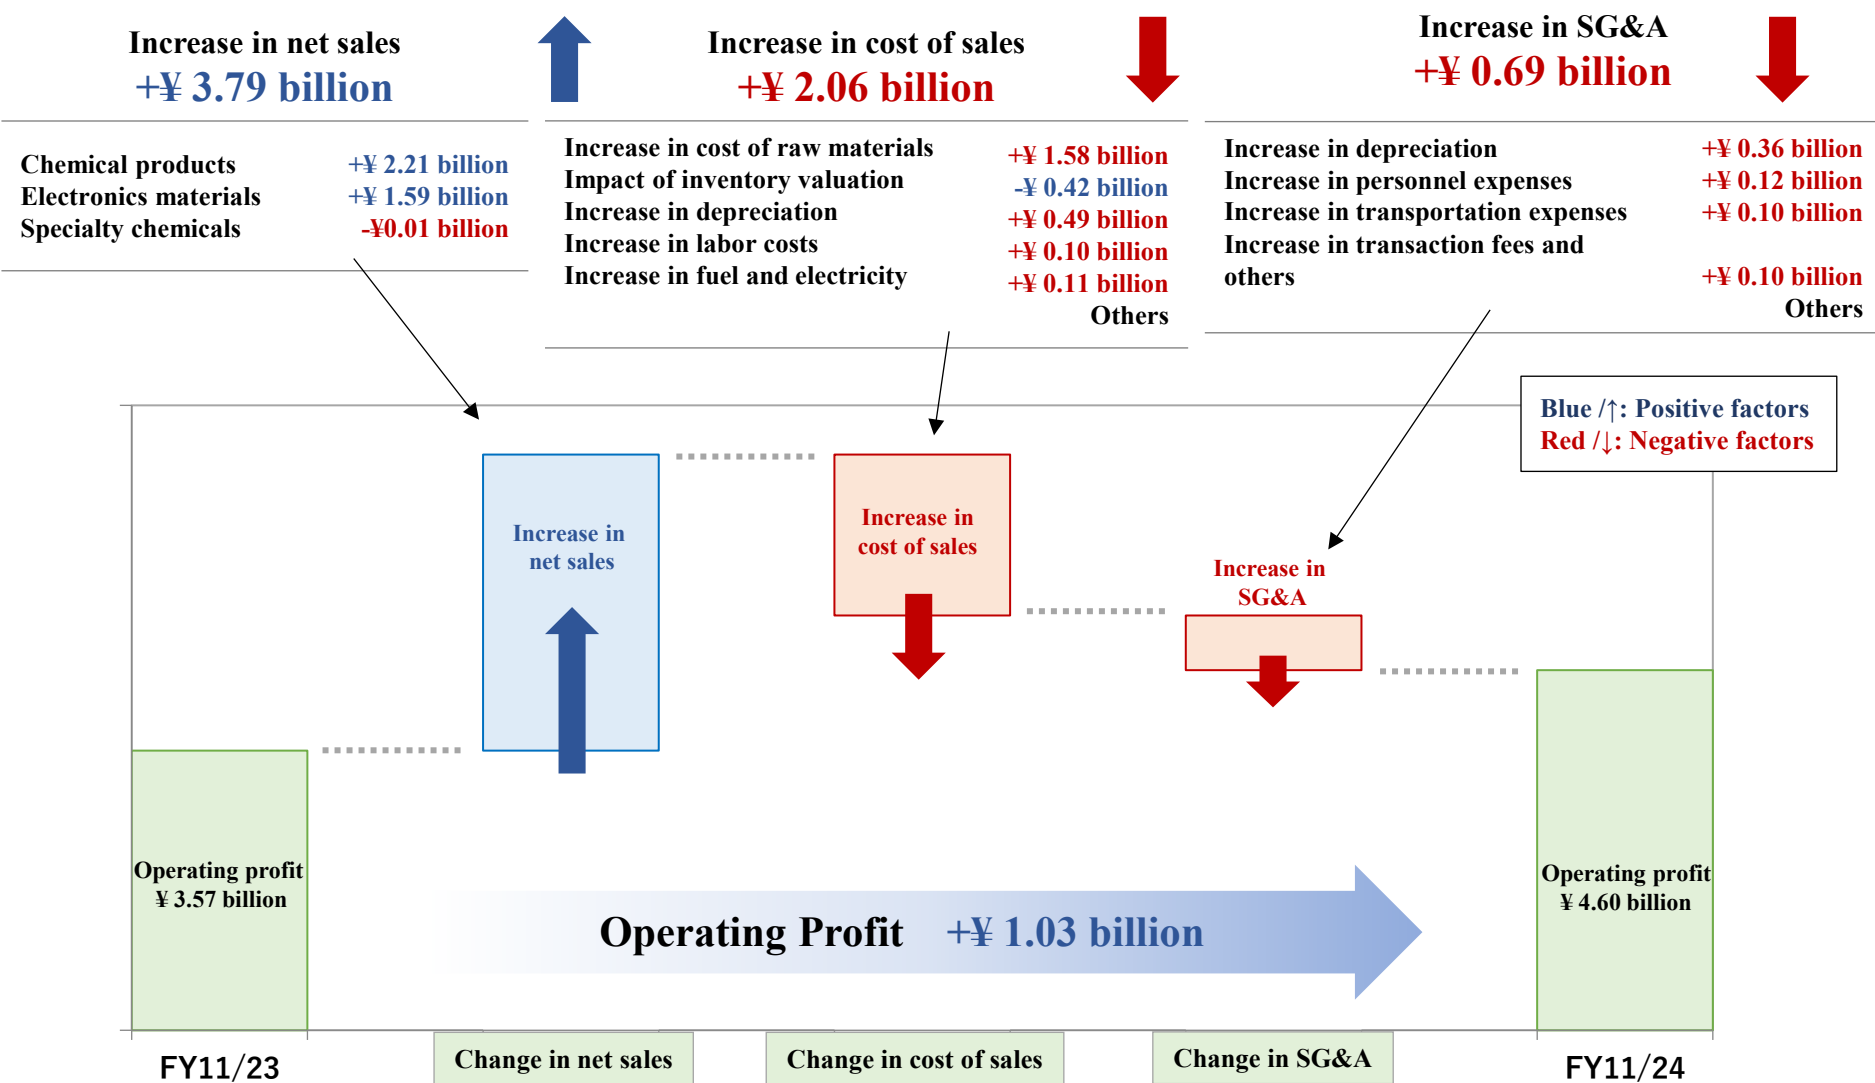 Increase in net sales
+¥ 3.79 billion
Chemical products +¥ 2.21 billion
Electronics materials +¥ 1.59 billion
Specialty chemicals -¥0.01 billion
Increase in cost of sales
+¥ 2.06 billion
Increase in cost of raw materials +¥ 1.58 billion
Impact of inventory valuation -¥ 0.42 billion
Increase in depreciation +¥ 0.49 billion
Increase in labor costs +¥ 0.10 billion
Increase in fuel and electricity +¥ 0.11 billion
Others
Increase in SG&A
+¥ 0.69 billion
Increase in depreciation +¥ 0.36 billion
Increase in personnel expenses +¥ 0.12 billion
Increase in transportation expenses +¥ 0.10 billion
Increase in transaction fees and
others +¥ 0.10 billion
Others
Blue /↑: Positive factors
Red /↓: Negative factors
Increase in
net sales
Increase in
cost of sales
Increase in
SG&A
Operating profit
¥ 3.57 billion
Operating Profit +¥ 1.03 billion
Operating profit
¥ 4.60 billion
FY11/23
Change in net sales
Change in cost of sales
Change in SG&A
FY11/24